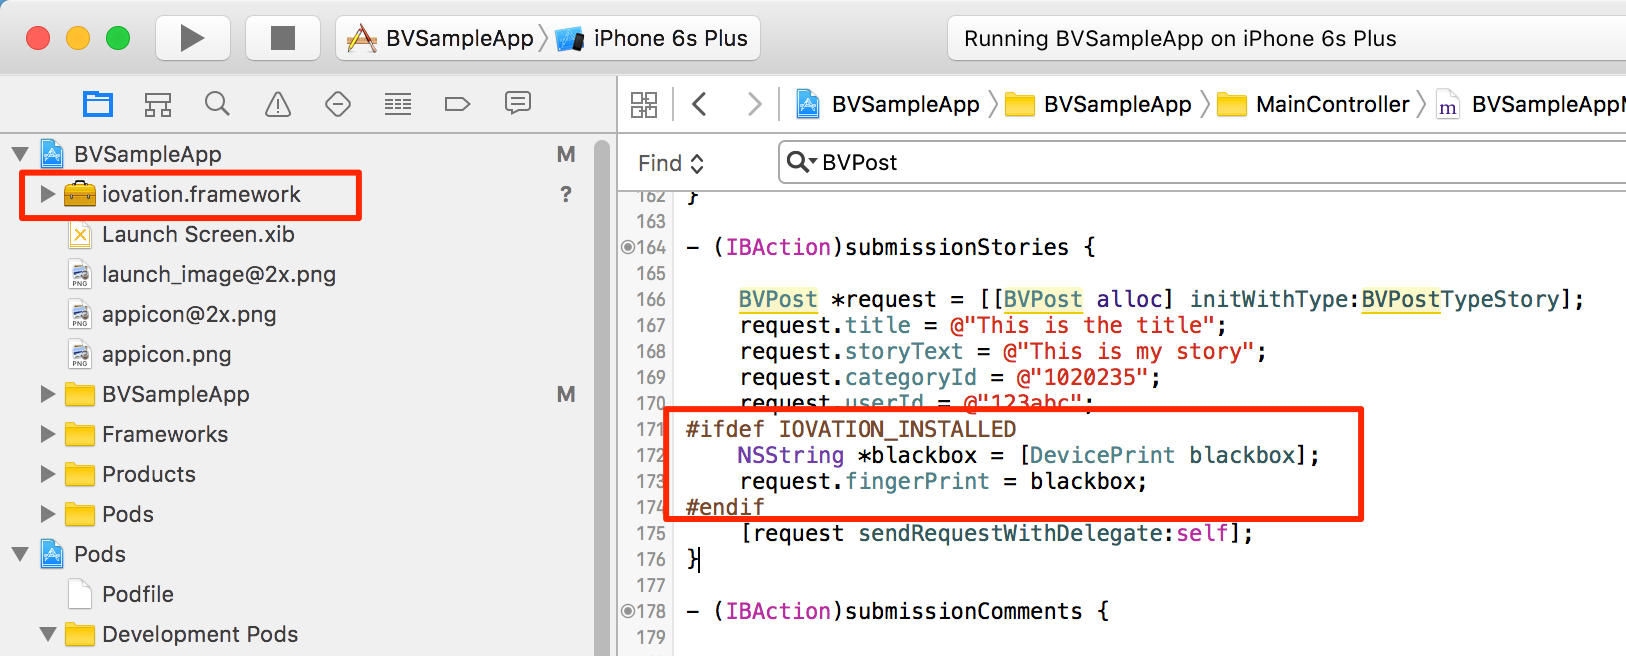 BVSampleApp iPhone 6s Plus
Running BVSampleApp on iPhone 6s Plus
BVSampleApp BVSampleApp MainController m BVSampleApp
Find BVPost
BVSampleApp M
iovation.framework ?
Launch Screen.xib
PNG launch_image@2x.png
PNG appicon@2x.png
PNG appicon.png
BVSampleApp M
Frameworks
Products
Pods
Pods
Podfile
Development Pods
162 }
163
164 - (IBAction)submissionStories {
165
166 BVPost *request = [[BVPost alloc] initWithType:BVPostTypeStory];
167 request.title = @"This is the title";
168 request.storyText = @"This is my story";
169 request.categoryId = @"1020235";
170 request.userId = @"123abc";
171 #ifdef IOVATION_INSTALLED
172 NSString *blackbox = [DevicePrint blackbox];
173 request.fingerPrint = blackbox;
174 #endif
175 [request sendRequestWithDelegate:self];
176 }
177
178 - (IBAction)submissionComments {
179